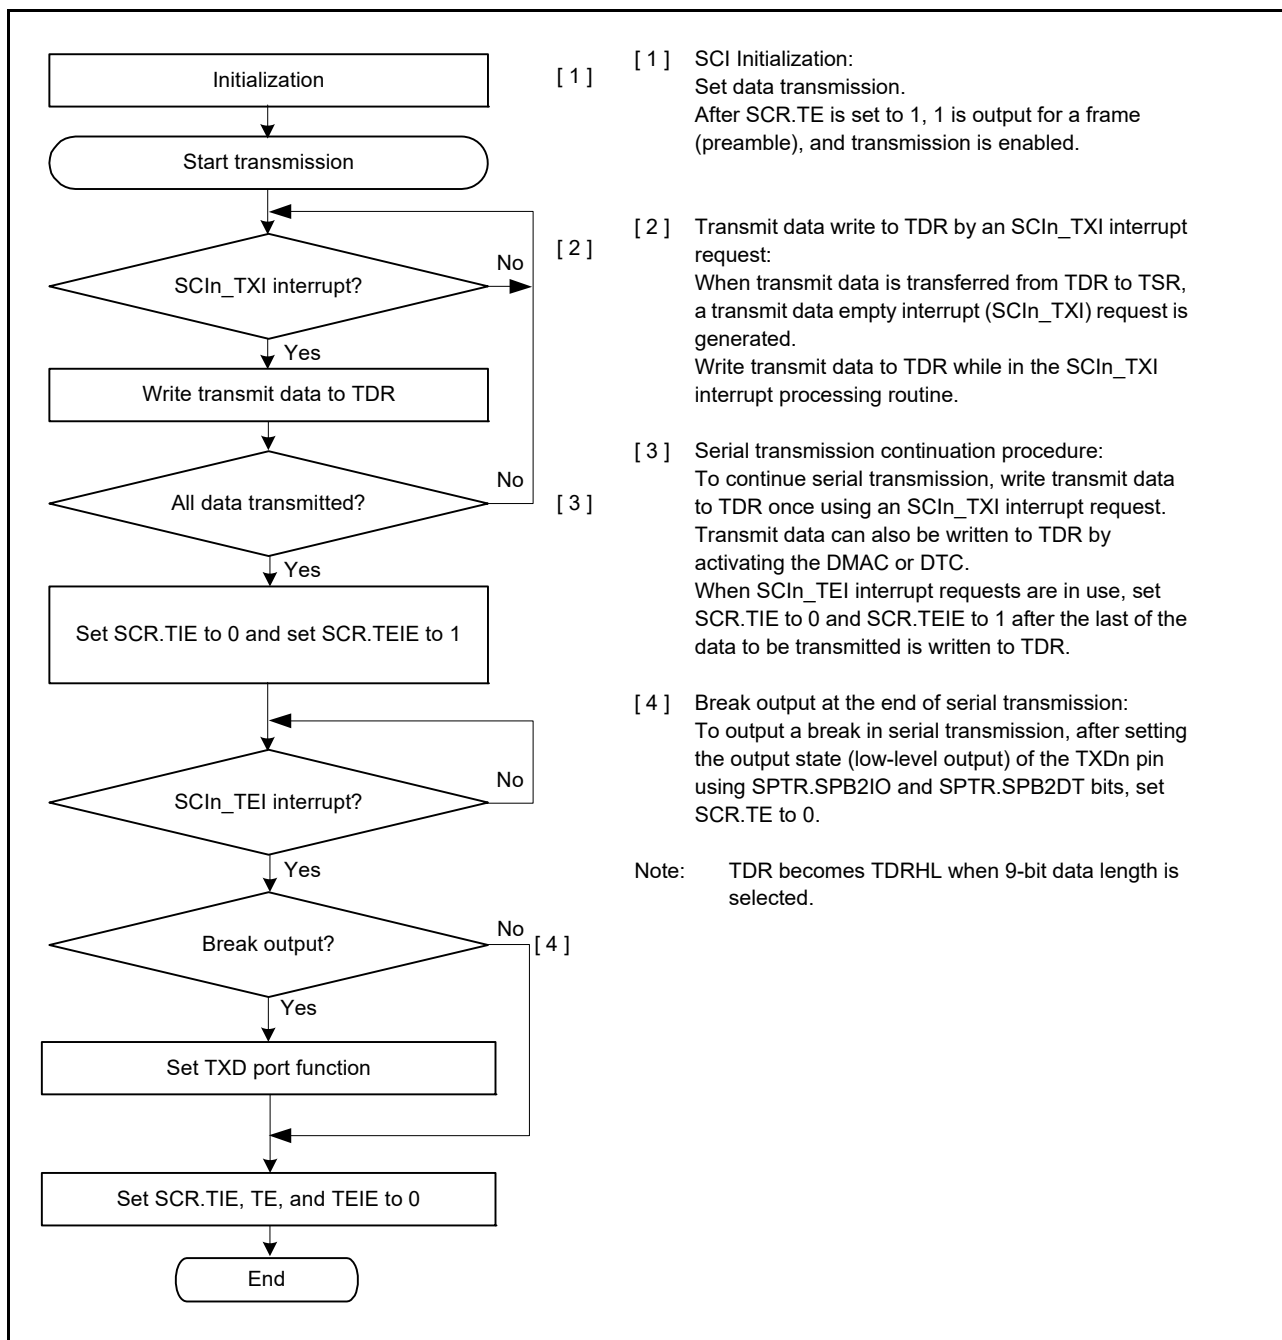 Initialization
[ 1 ]
Start transmission
[ 2 ]
SCIn_TXI interrupt?
No
Yes
Write transmit data to TDR
All data transmitted?
No
[ 3 ]
Yes
Set SCR.TIE to 0 and set SCR.TEIE to 1
SCIn_TEI interrupt?
No
Yes
Break output?
No
[ 4 ]
Yes
Set TXD port function
Set SCR.TIE, TE, and TEIE to 0
End
[ 1 ] SCI Initialization:
Set data transmission.
After SCR.TE is set to 1, 1 is output for a frame
(preamble), and transmission is enabled.
[ 2 ] Transmit data write to TDR by an SCIn_TXI interrupt
request:
When transmit data is transferred from TDR to TSR,
a transmit data empty interrupt (SCIn_TXI) request is
generated.
Write transmit data to TDR while in the SCIn_TXI
interrupt processing routine.
[ 3 ] Serial transmission continuation procedure:
To continue serial transmission, write transmit data
to TDR once using an SCIn_TXI interrupt request.
Transmit data can also be written to TDR by
activating the DMAC or DTC.
When SCIn_TEI interrupt requests are in use, set
SCR.TIE to 0 and SCR.TEIE to 1 after the last of the
data to be transmitted is written to TDR.
[ 4 ] Break output at the end of serial transmission:
To output a break in serial transmission, after setting
the output state (low-level output) of the TXDn pin
using SPTR.SPB2IO and SPTR.SPB2DT bits, set
SCR.TE to 0.
Note: TDR becomes TDRHL when 9-bit data length is
selected.